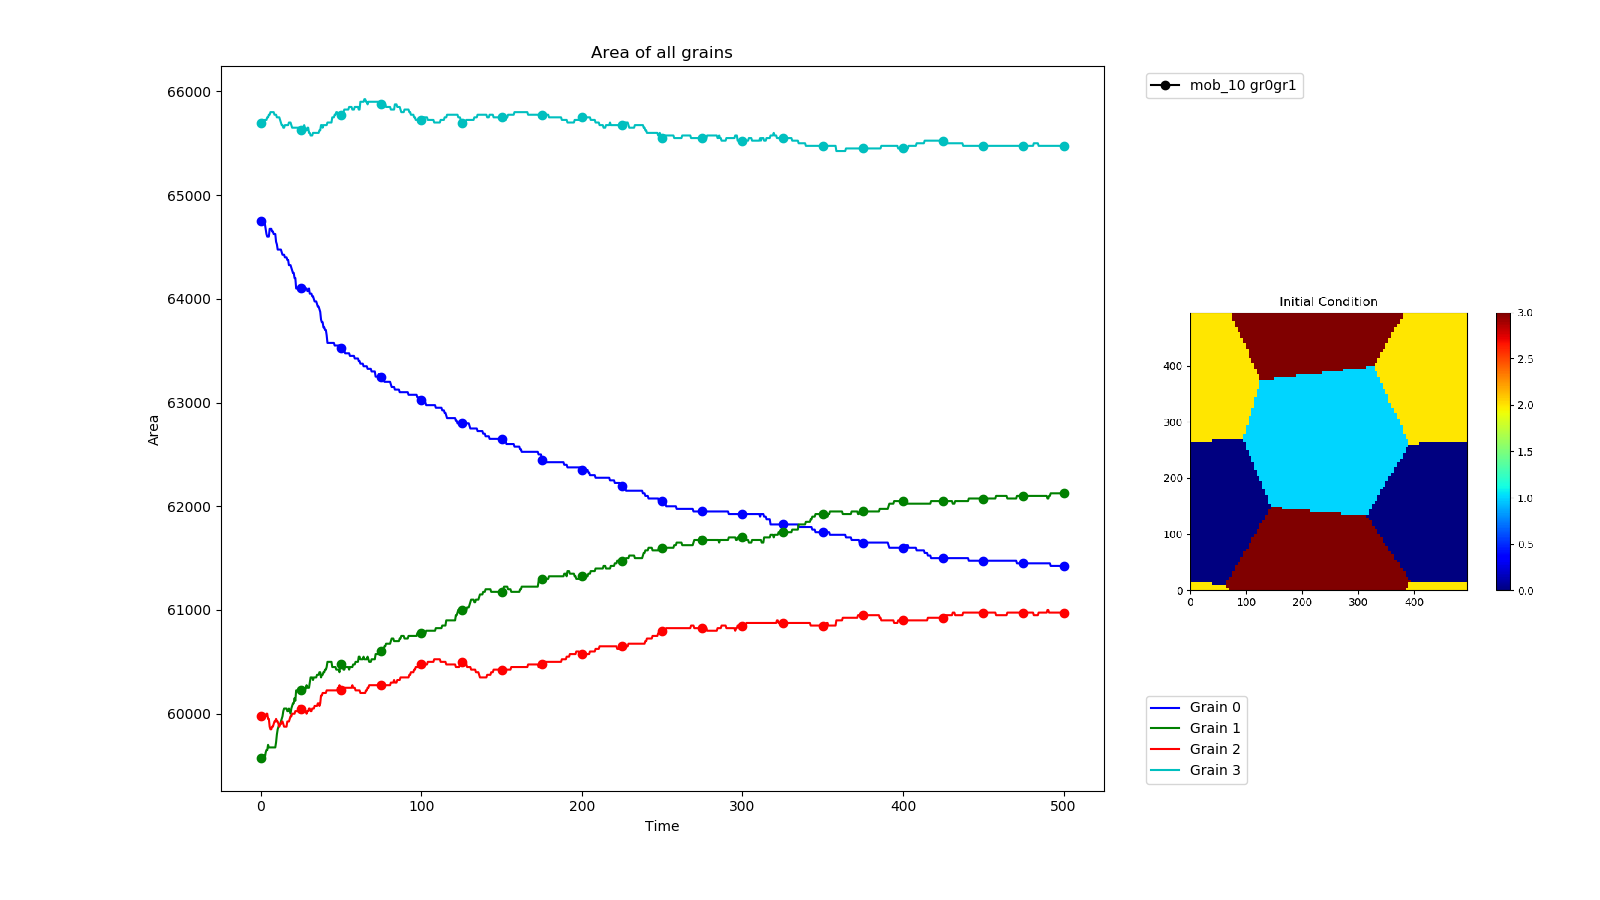 Area of all grains
66000
65000
64000
63000
62000
61000
60000
Area
0 100 200 300 400 500
Time
mob_10 gr0gr1
Initial Condition
400
300
200
100
0
0 100 200 300 400
3.0
2.5
2.0
1.5
1.0
0.5
0.0
Grain 0
Grain 1
Grain 2
Grain 3